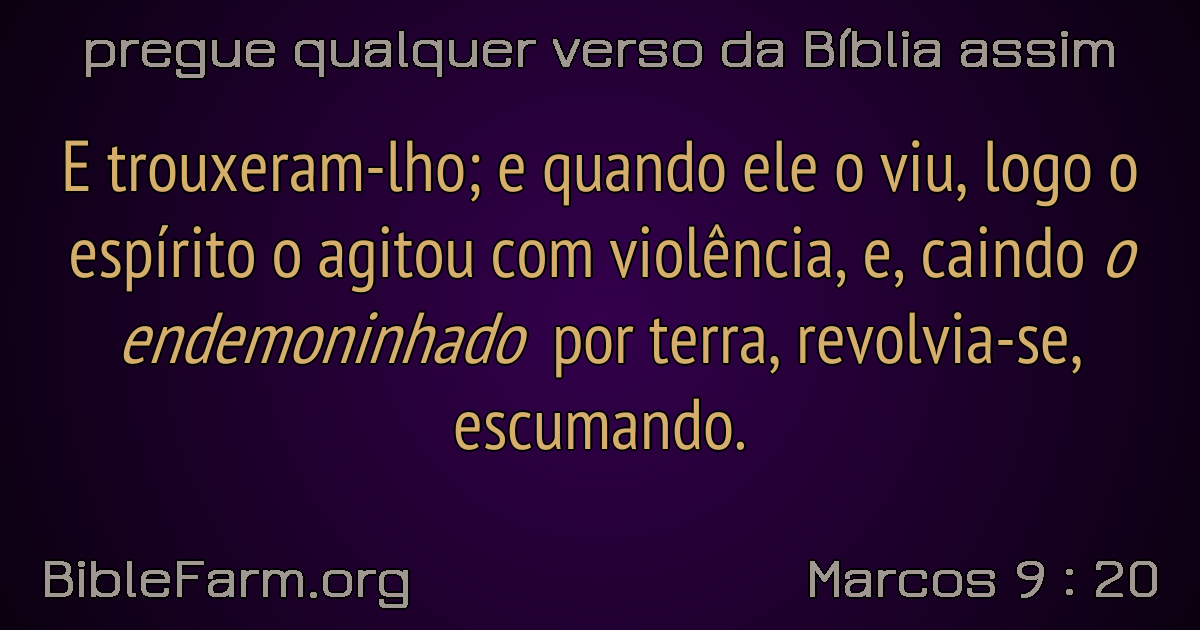 pregue qualquer verso da Bíblia assim
E trouxeram-lho; e quando ele o viu, logo o
espírito o agitou com violência, e, caindo o
endemoninhado por terra, revolvia-se,
escumando.
BibleFarm.org
Marcos 9 : 20